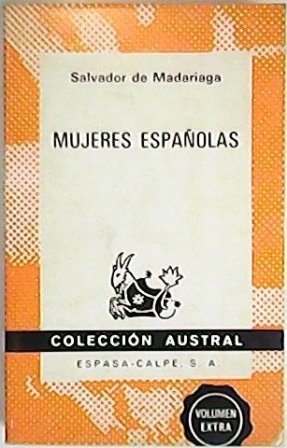 Salvador de Madariaga
MUJERES ESPAÑOLAS
COLECCIÓN AUSTRAL
ESPASA-CALPE, S. A.
VOLUMEN
EXTRA